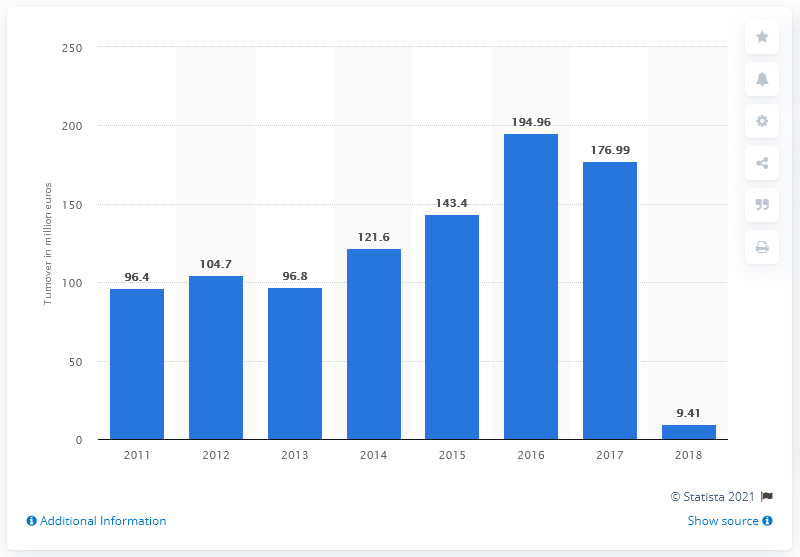 250
200
150
100
50
0
Turnover in million euros
96.4
104.7
96.8
121.6
143.4
194.96
176.99
9.41
2011 2012 2013 2014 2015 2016 2017 2018
© Statista 2021
Additional Information
Show source